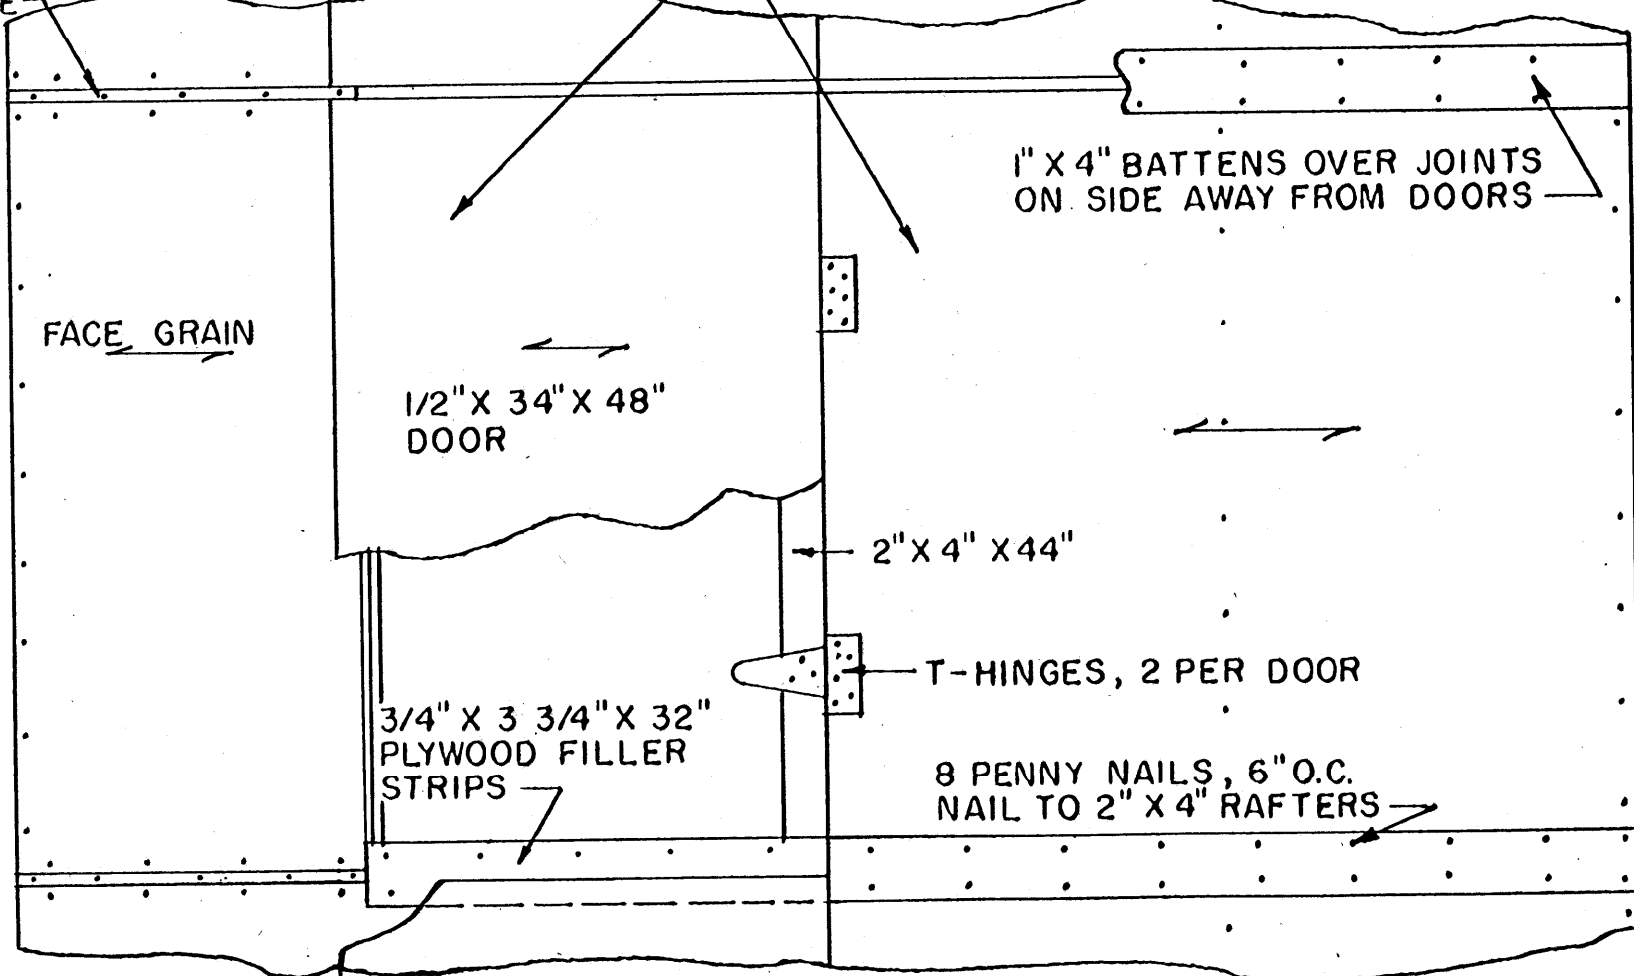 1" X 4" BATTENS OVER JOINTS
ON SIDE AWAY FROM DOORS
FACE GRAIN
1/2" X 34" X 48"
DOOR
2" X 4" X 44"
T-HINGES, 2 PER DOOR
3/4" X 3 3/4" X 32"
PLYWOOD FILLER
STRIPS
8 PENNY NAILS, 6" O.C.
NAIL TO 2" X 4" RAFTERS